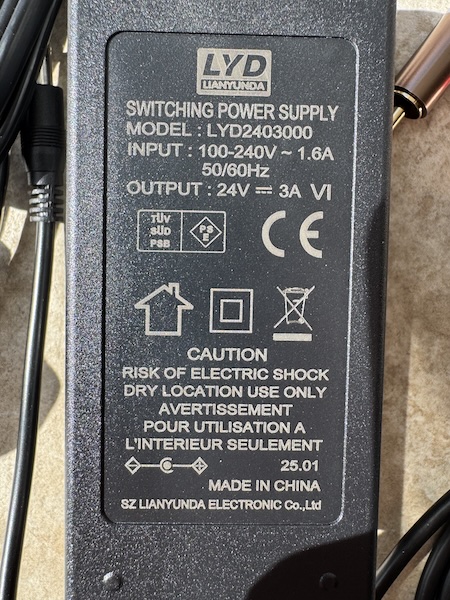 LYD
LIANYUNDA
SWITCHING POWER SUPPLY
MODEL : LYD2403000
INPUT : 100-240V ~ 1.6A
50/60Hz
OUTPUT : 24V ⎓ 3A VI
TÜV
SÜD
PSB
PS
E
CE
CAUTION
RISK OF ELECTRIC SHOCK
DRY LOCATION USE ONLY
AVERTISSEMENT
POUR UTILISATION A
L'INTERIEUR SEULEMENT
25.01
MADE IN CHINA
SZ LIANYUNDA ELECTRONIC Co.,Ltd